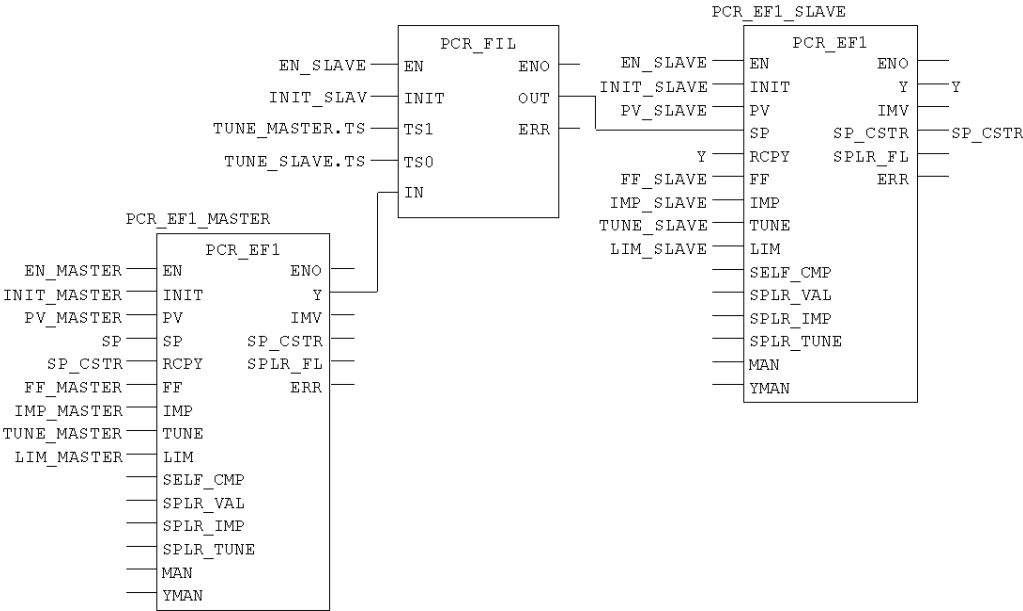 PCR_EF1_SLAVE
PCR_EF1
EN_SLAVE EN ENO
INIT_SLAVE INIT Y Y
PV_SLAVE PV IMV
SP SP_CSTR SP_CSTR
Y RCPY SPLR_FL
FF_SLAVE FF ERR
IMP_SLAVE IMP
TUNE_SLAVE TUNE
LIM_SLAVE LIM
SELF_CMP
SPLR_VAL
SPLR_IMP
SPLR_TUNE
MAN
YMAN
PCR_FIL
EN_SLAVE EN ENO
INIT_SLAV INIT OUT
TUNE_MASTER.TS TS1 ERR
TUNE_SLAVE.TS TS0
IN
PCR_EF1_MASTER
PCR_EF1
EN_MASTER EN ENO
INIT_MASTER INIT Y
PV_MASTER PV IMV
SP SP SP_CSTR
SP_CSTR RCPY SPLR_FL
FF_MASTER FF ERR
IMP_MASTER IMP
TUNE_MASTER TUNE
LIM_MASTER LIM
SELF_CMP
SPLR_VAL
SPLR_IMP
SPLR_TUNE
MAN
YMAN